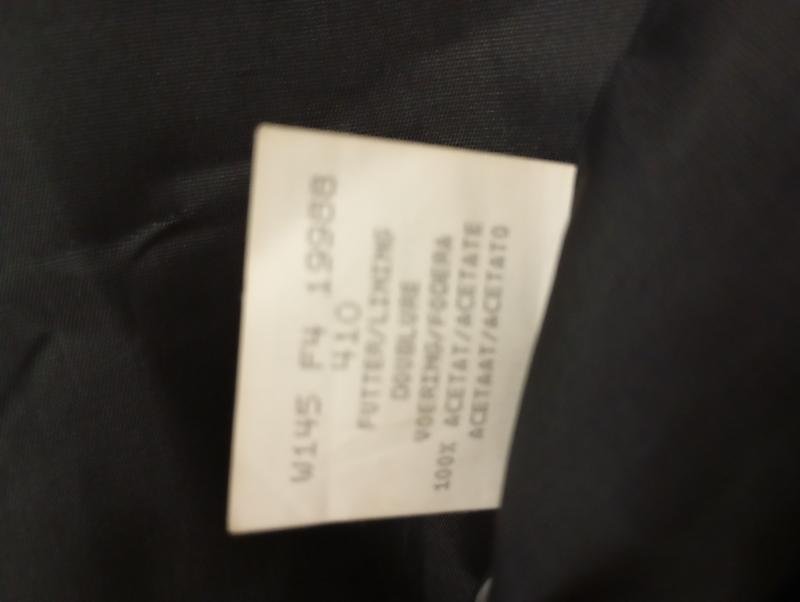 W145 F4 19988
410
FUTTER/LINING
DOUBLURE
VOERING/FODERA
100% ACETAT/ACETATE
ACETAAT/ACETATO